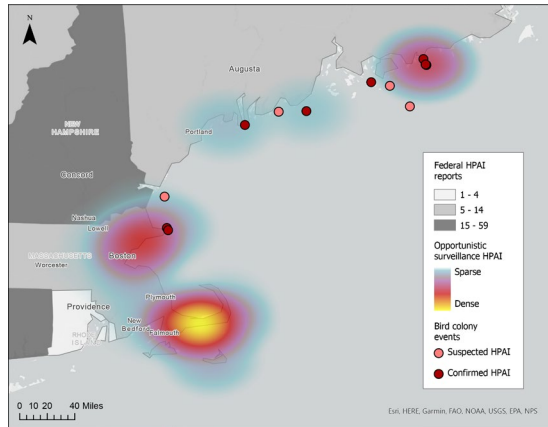 N
Augusta
Portland
NEW
HAMPSHIRE
Concord
Nashua
Lowell
MASSACHUSETTS
Boston
Worcester
Plymouth
Providence
New
Bedford
Falmouth
RHODE
ISLAND
0 10 20 40 Miles
Federal HPAI
reports
1 - 4
5 - 14
15 - 59
Opportunistic
surveillance HPAI
Sparse
Dense
Bird colony
events
Suspected HPAI
Confirmed HPAI
Esri, HERE, Garmin, FAO, NOAA, USGS, EPA, NPS